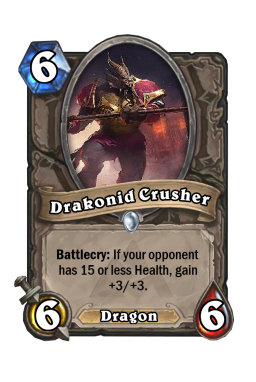 6
Drakonid Crusher
Battlecry: If your opponent
has 15 or less Health, gain
+3/+3.
6
Dragon
6